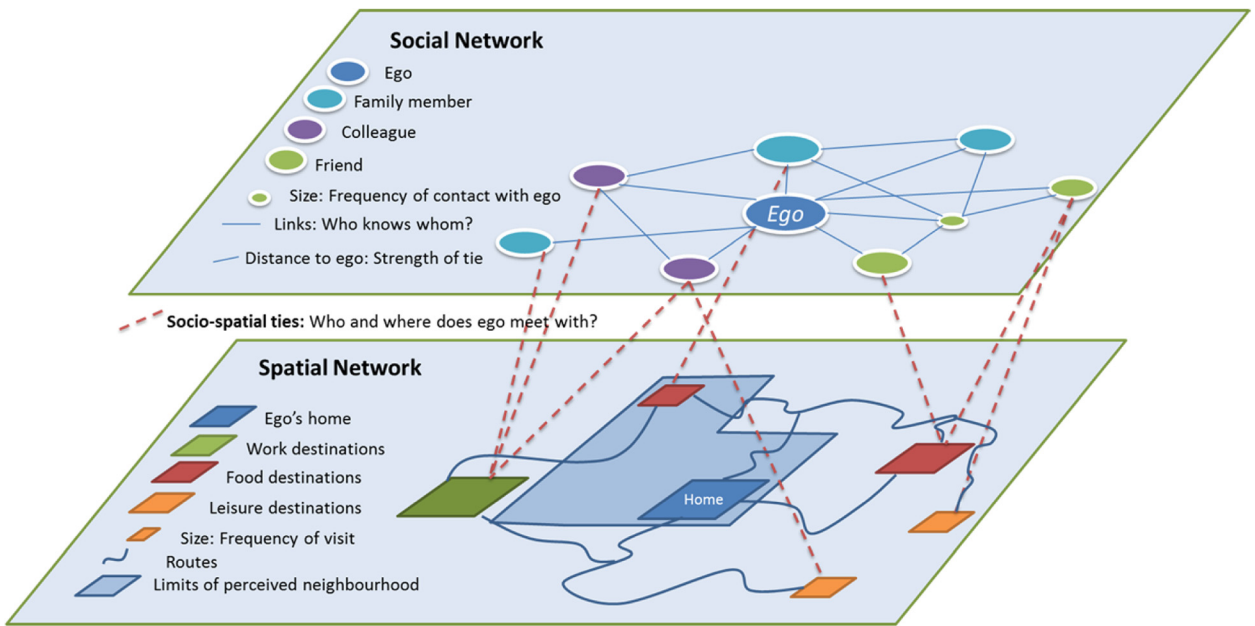 Social Network
Ego
Family member
Colleague
Friend
Size: Frequency of contact with ego
Links: Who knows whom?
Distance to ego: Strength of tie
Ego
Socio-spatial ties: Who and where does ego meet with?
Spatial Network
Ego's home
Work destinations
Food destinations
Leisure destinations
Size: Frequency of visit
Routes
Limits of perceived neighbourhood
Home